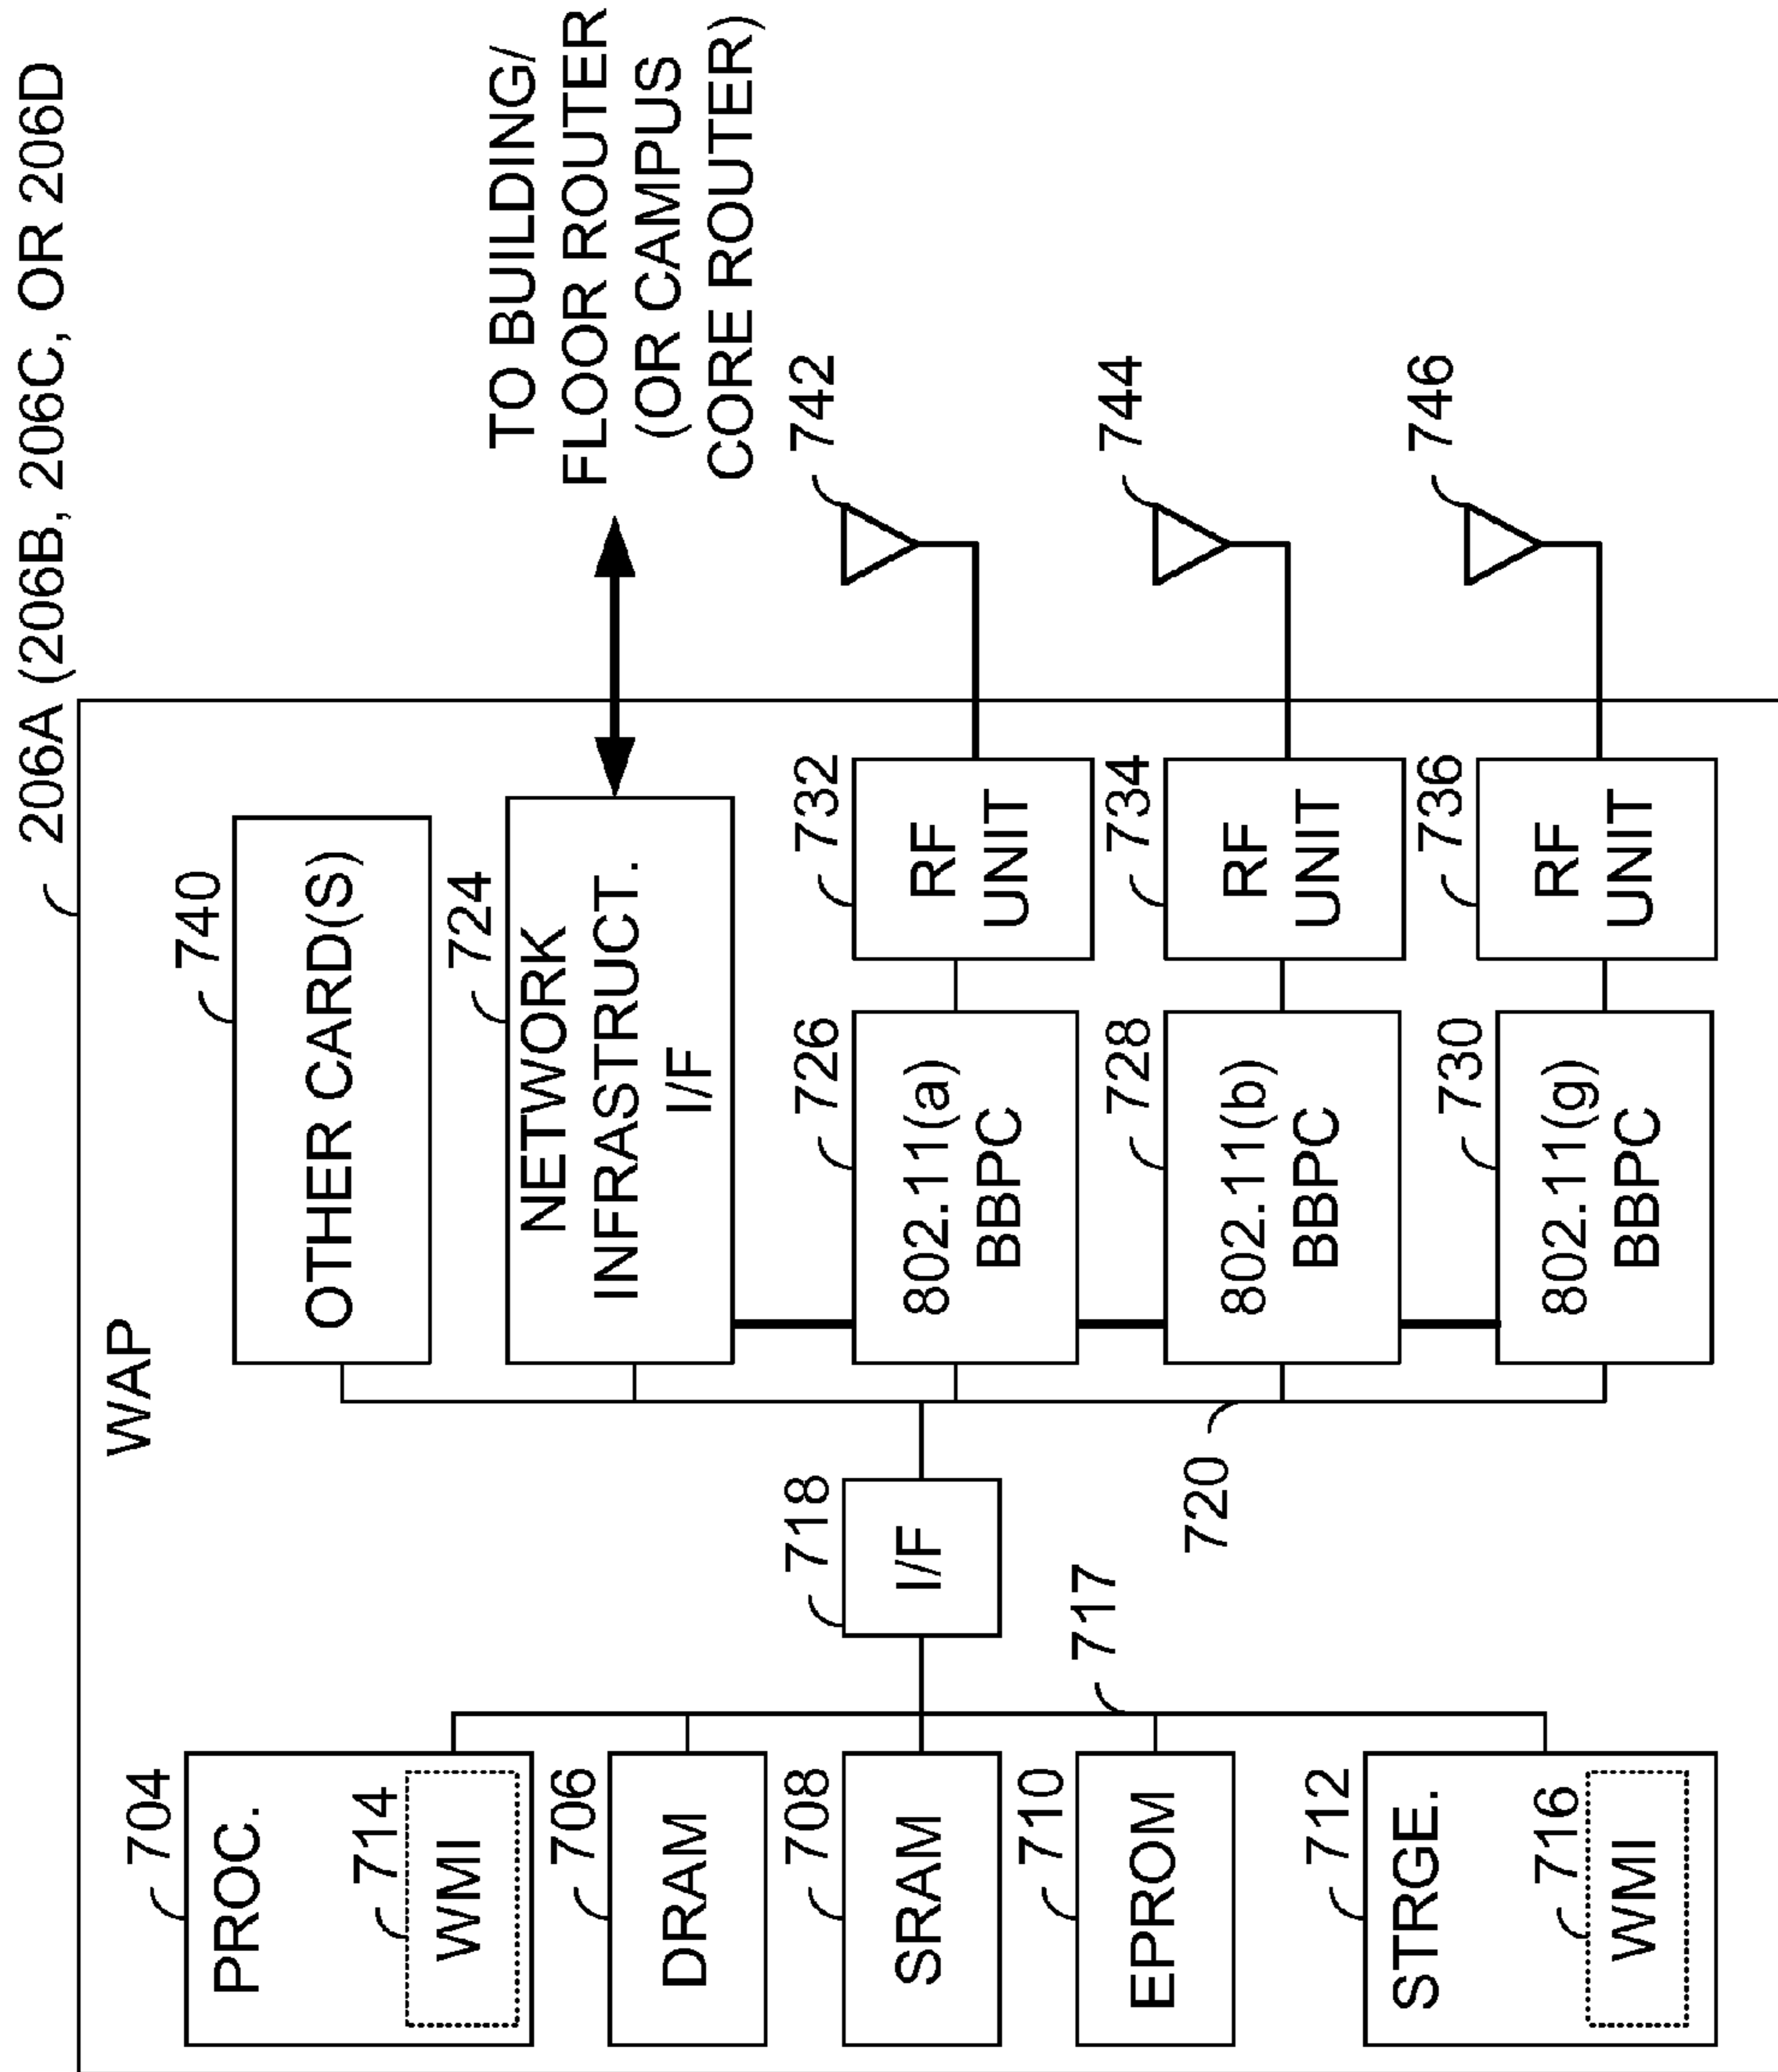 206A (206B, 206C, OR 206D
WAP
704
PROC.
714
WMI
706
DRAM
708
SRAM
710
EPROM
712
STRGE.
716
WMI
717
718
I/F
720
740
OTHER CARD(S)
724
NETWORK
INFRASTRUCT.
I/F
TO BUILDING/
FLOOR ROUTER
(OR CAMPUS
CORE ROUTER)
726
802.11(a)
BBPC
732
RF
UNIT
742
728
802.11(b)
BBPC
734
RF
UNIT
744
730
802.11(g)
BBPC
736
RF
UNIT
746